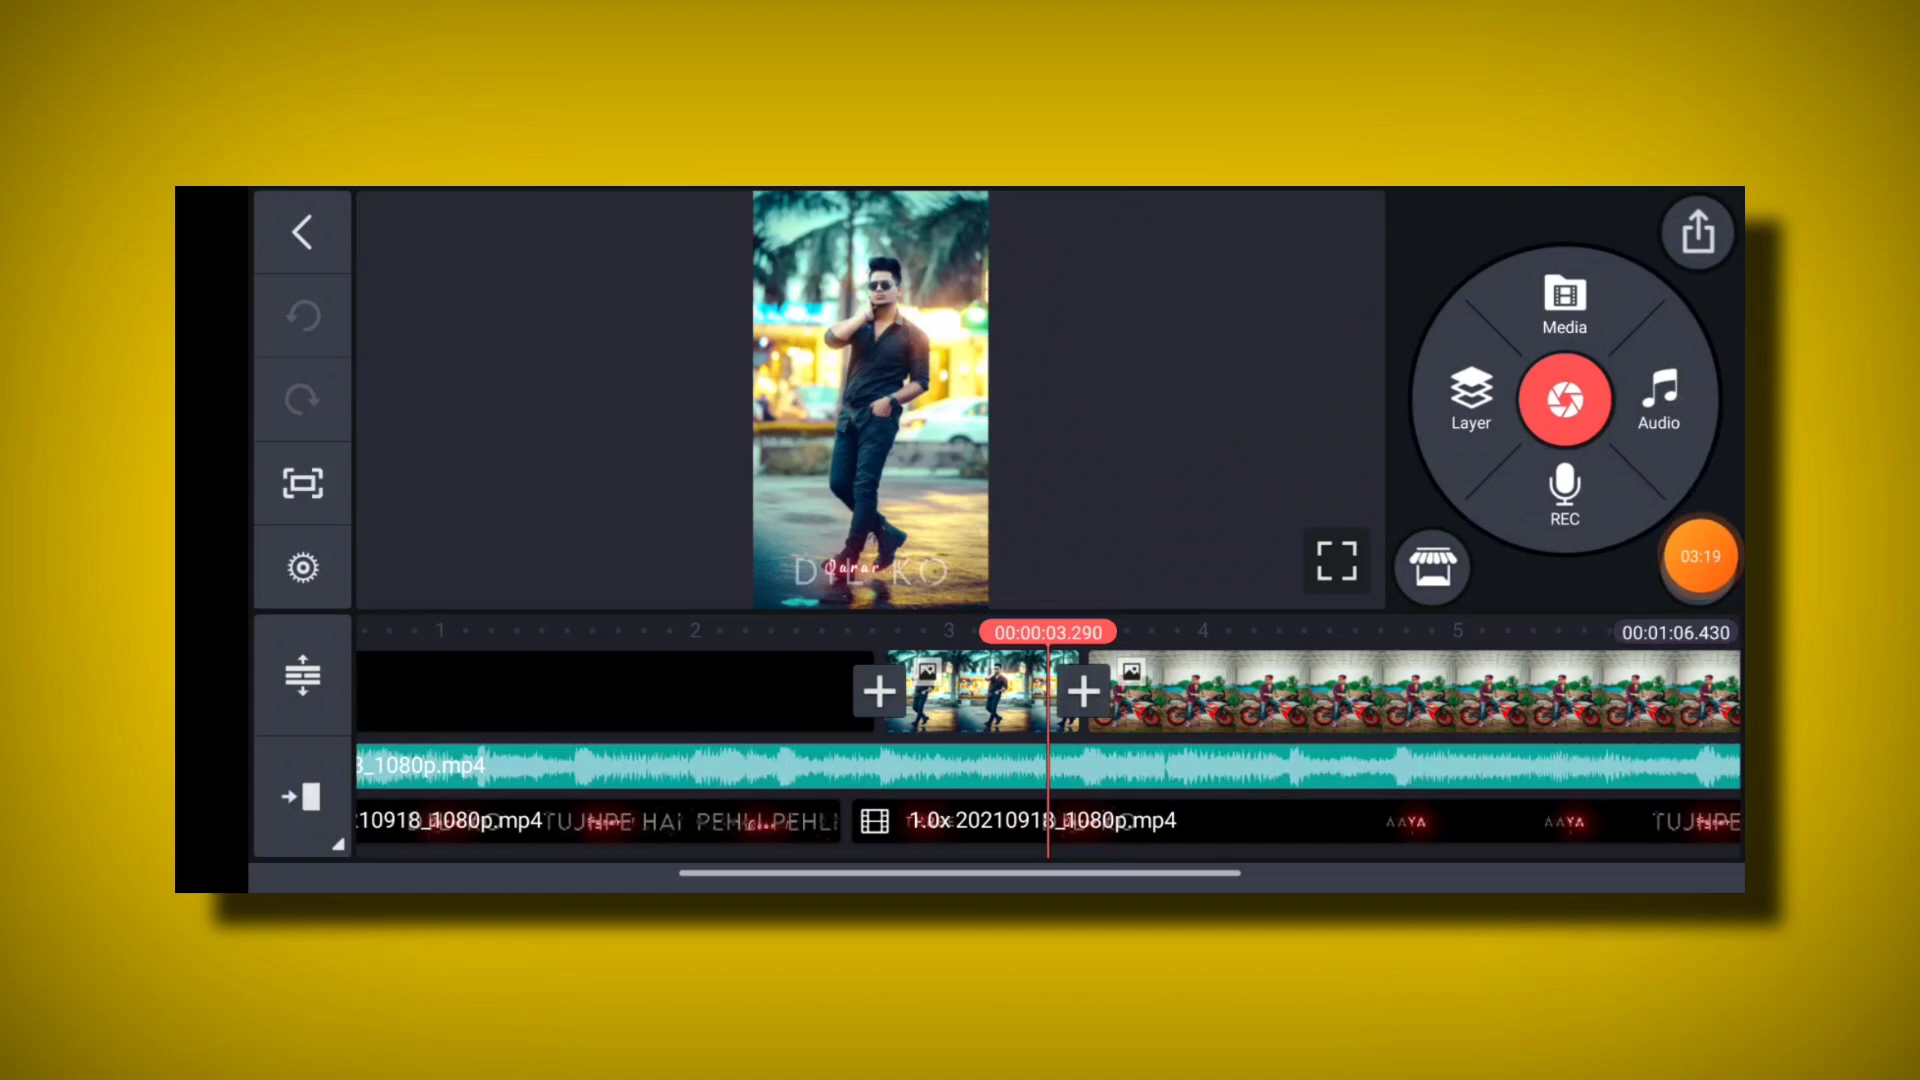 Media
Layer
Audio
REC
03:19
DIL KO
Qarar
1
2
3
00:00:03.290
4
5
00:01:06.430
3_1080p.mp4
10918_1080p.mp4
TUJHPE HAI PEHLI PEHLI
1.0x 20210918_1080p.mp4
AAYA
AAYA
TUJHPE